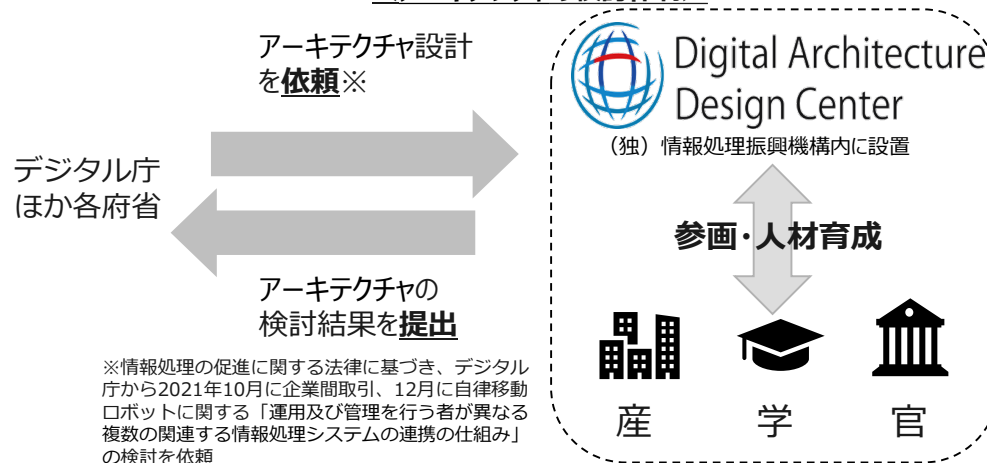 アーキテクチャ設計
を依頼※
Digital Architecture
Design Center
（独）情報処理振興機構内に設置
デジタル庁
ほか各府省
参画・人材育成
アーキテクチャの
検討結果を提出
※情報処理の促進に関する法律に基づき、デジタル
庁から2021年10月に企業間取引、12月に自律移動
ロボットに関する「運用及び管理を行う者が異なる
複数の関連する情報処理システムの連携の仕組み」
の検討を依頼
産 学 官